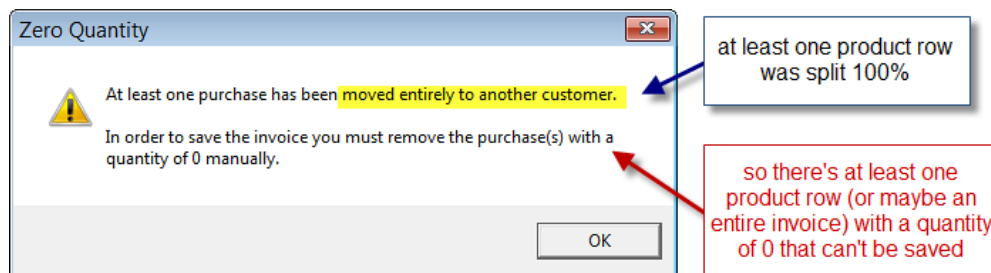 Zero Quantity
At least one purchase has been moved entirely to another customer.
In order to save the invoice you must remove the purchase(s) with a
quantity of 0 manually.
OK
at least one product row
was split 100%
so there's at least one
product row (or maybe an
entire invoice) with a quantity
of 0 that can't be saved